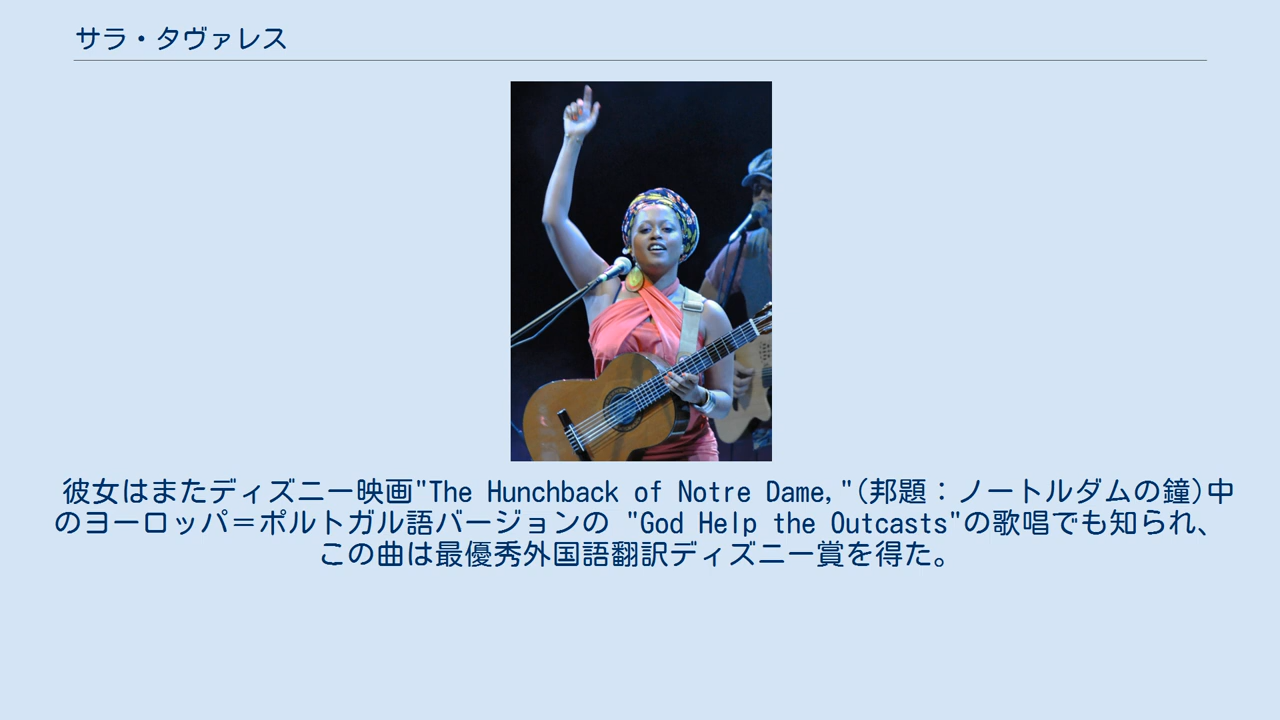 サラ・タヴァレス
彼女はまたディズニー映画"The Hunchback of Notre Dame,"(邦題：ノートルダムの鐘)中
のヨーロッパ＝ポルトガル語バージョンの "God Help the Outcasts"の歌唱でも知られ、
この曲は最優秀外国語翻訳ディズニー賞を得た。